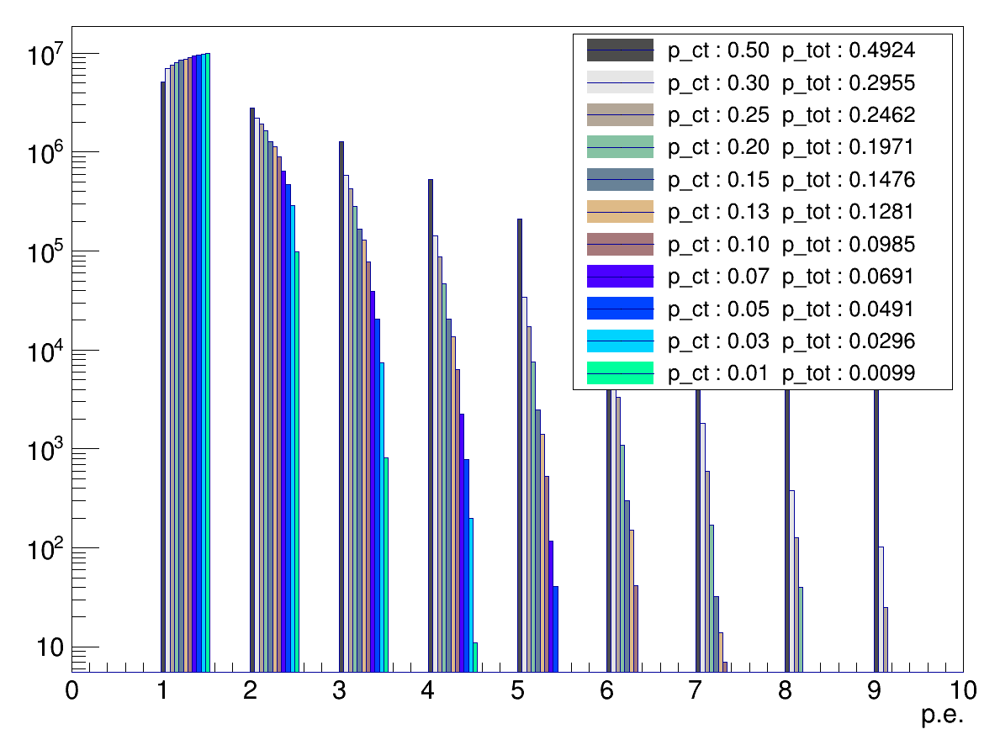 10^7
10^6
10^5
10^4
10^3
10^2
10
p_ct : 0.50 p_tot : 0.4924
p_ct : 0.30 p_tot : 0.2955
p_ct : 0.25 p_tot : 0.2462
p_ct : 0.20 p_tot : 0.1971
p_ct : 0.15 p_tot : 0.1476
p_ct : 0.13 p_tot : 0.1281
p_ct : 0.10 p_tot : 0.0985
p_ct : 0.07 p_tot : 0.0691
p_ct : 0.05 p_tot : 0.0491
p_ct : 0.03 p_tot : 0.0296
p_ct : 0.01 p_tot : 0.0099
0 1 2 3 4 5 6 7 8 9 10
p.e.